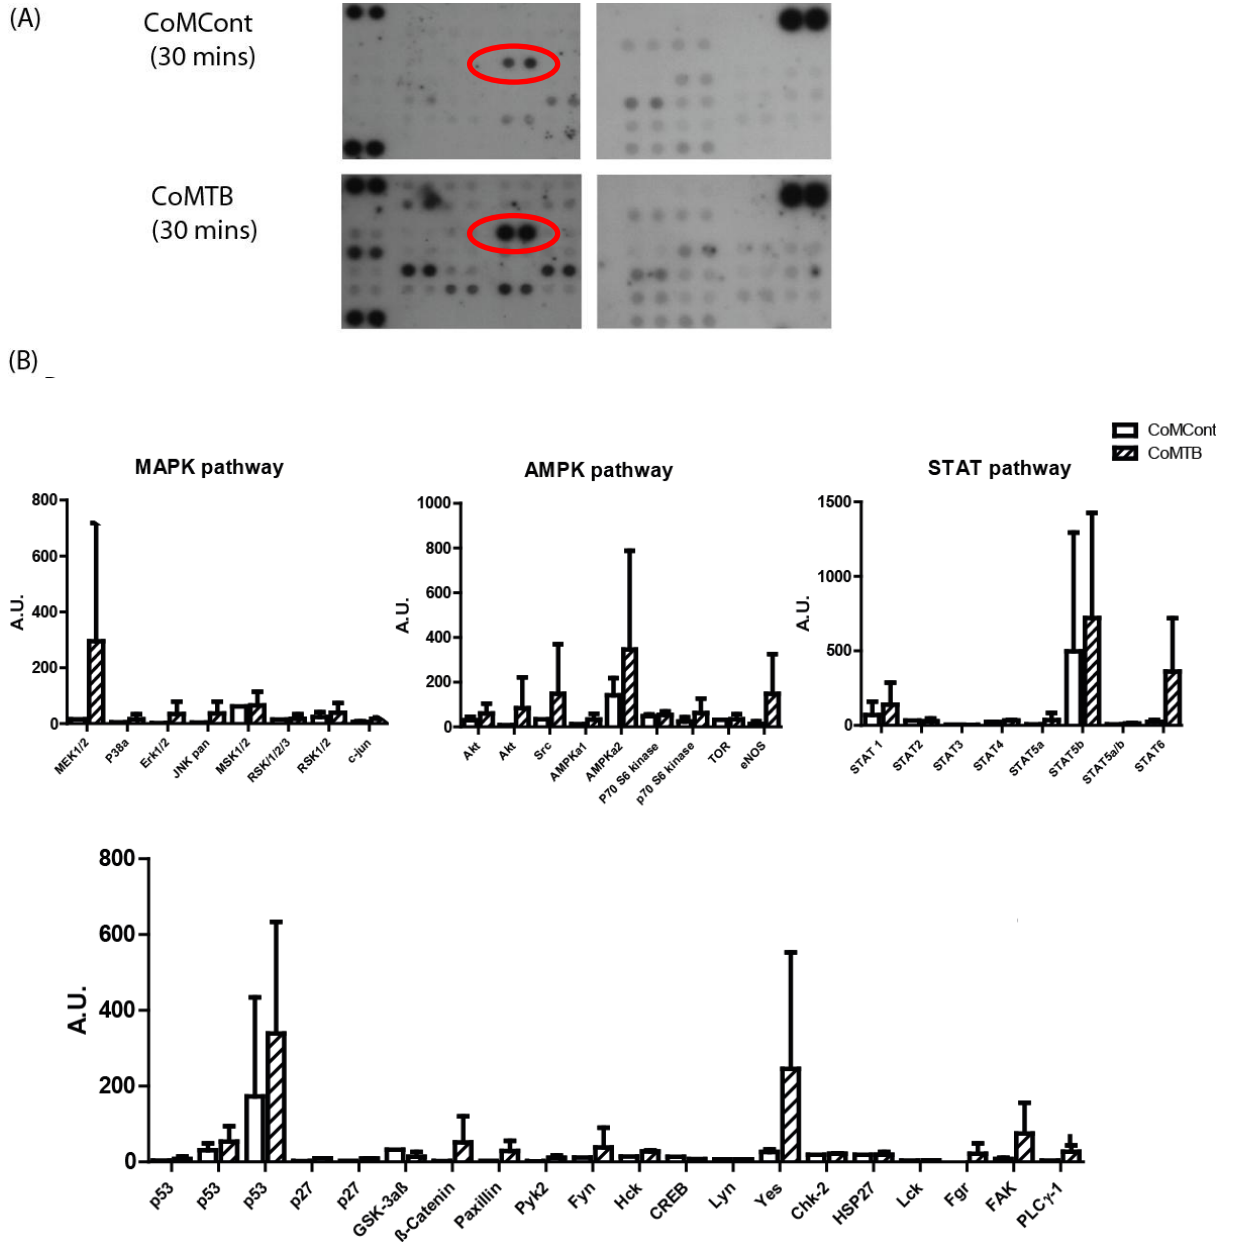 (A)
CoMCont
(30 mins)
CoMTB
(30 mins)
(B)
CoMCont
CoMTB
MAPK pathway
AMPK pathway
STAT pathway
800
600
400
200
0
A.U.
MEK1/2
P38a
Erk1/2
JNK pan
MSK1/2
RSK/1/2/3
RSK1/2
c-jun
1000
800
600
400
200
0
A.U.
Akt
Akt
Src
AMPKa1
AMPKa2
P70 S6 kinase
p70 S6 kinase
TOR
eNOS
1500
1000
500
0
A.U.
STAT 1
STAT2
STAT3
STAT4
STAT5a
STAT5b
STAT5a/b
STAT6
800
600
400
200
0
A.U.
p53
p53
p53
p27
p27
GSK-3aß
ß-Catenin
Paxillin
Pyk2
Fyn
Hck
CREB
Lyn
Yes
Chk-2
HSP27
Lck
Fgr
FAK
PLCγ-1